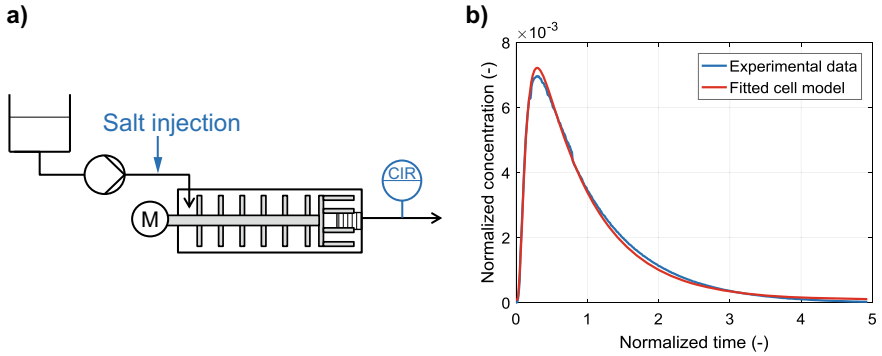 a)
Salt injection
M
CIR
b)
×10⁻³
Normalized concentration (-)
8
6
4
2
0
0 1 2 3 4 5
Normalized time (-)
Experimental data
Fitted cell model